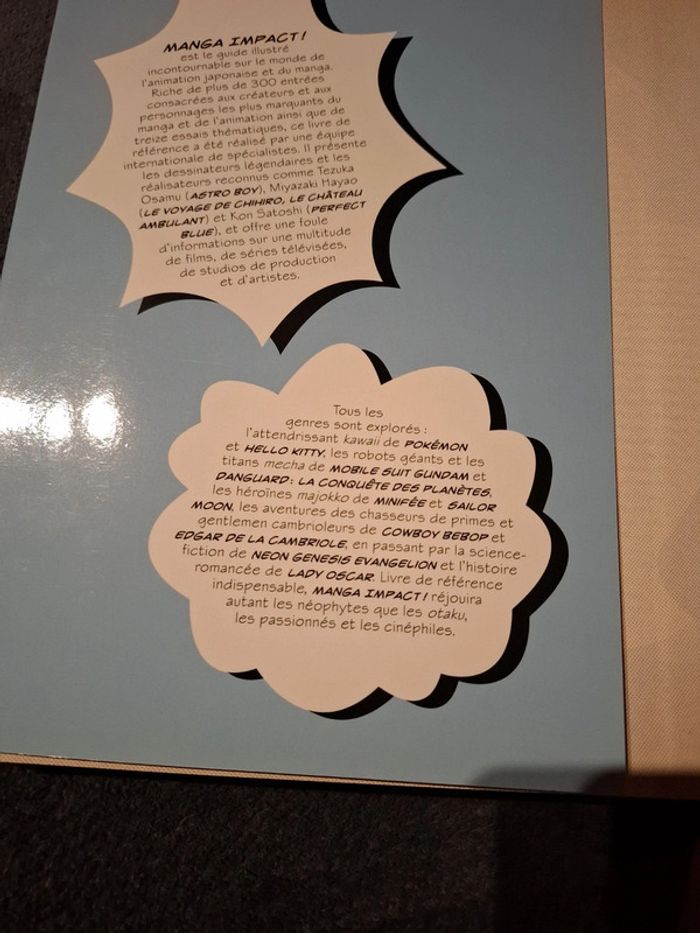 MANGA IMPACT !
est le guide illustré
incontournable sur le monde de
l'animation japonaise et du manga.
Riche de plus de 300 entrées
consacrées aux créateurs et aux
personnages les plus marquants du
manga et de l'animation ainsi que de
treize essais thématiques, ce livre de
référence a été réalisé par une équipe
internationale de spécialistes. Il présente
les dessinateurs légendaires et les
réalisateurs reconnus comme Tezuka
Osamu (ASTRO BOY), Miyazaki Hayao
(LE VOYAGE DE CHIHIRO, LE CHÂTEAU
AMBULANT) et Kon Satoshi (PERFECT
BLUE), et offre une foule
d'informations sur une multitude
de films, de séries télévisées,
de studios de production
et d'artistes.
Tous les
genres sont explorés :
l'attendrissant kawaii de POKÉMON
et HELLO KITTY, les robots géants et les
titans mecha de MOBILE SUIT GUNDAM et
DANGUARD : LA CONQUÊTE DES PLANÈTES,
les héroïnes majokko de MINIFÉE et SAILOR
MOON, les aventures des chasseurs de primes et
gentlemen cambrioleurs de COWBOY BEBOP et
EDGAR DE LA CAMBRIOLE, en passant par la science-
fiction de NEON GENESIS EVANGELION et l'histoire
romancée de LADY OSCAR. Livre de référence
indispensable, MANGA IMPACT ! réjouira
autant les néophytes que les otaku,
les passionnés et les cinéphiles.